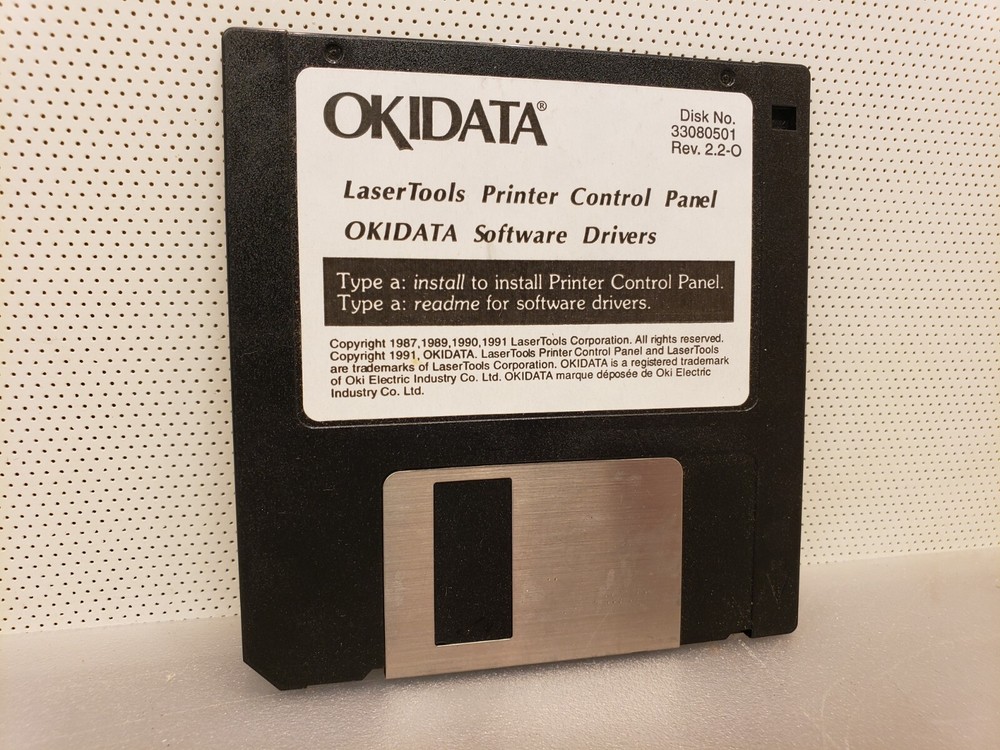 OKIDATA®
Disk No.
33080501
Rev. 2.2-O
LaserTools Printer Control Panel
OKIDATA Software Drivers
Type a: install to install Printer Control Panel.
Type a: readme for software drivers.
Copyright 1987,1989,1990,1991 LaserTools Corporation. All rights reserved.
Copyright 1991, OKIDATA. LaserTools Printer Control Panel and LaserTools
are trademarks of LaserTools Corporation. OKIDATA is a registered trademark
of Oki Electric Industry Co. Ltd. OKIDATA marque déposée de Oki Electric
Industry Co. Ltd.